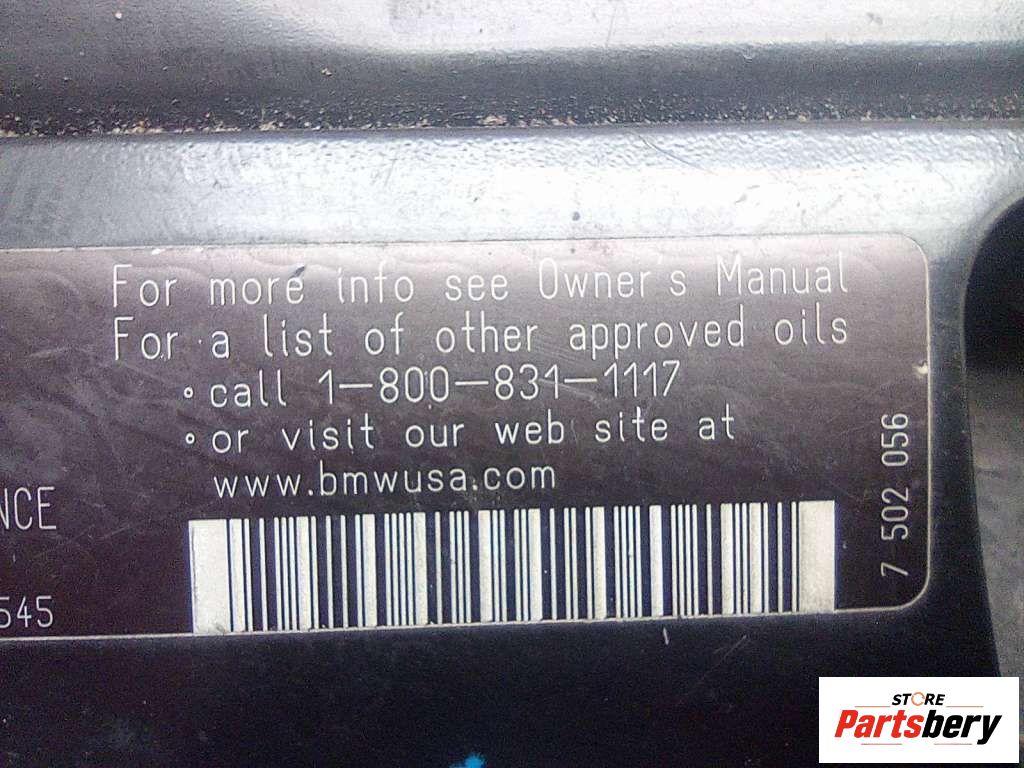 For more info see Owner's Manual
For a list of other approved oils
• call 1-800-831-1117
• or visit our web site at
www.bmwusa.com
NCE
545
7 502 056
STORE
Partsbery